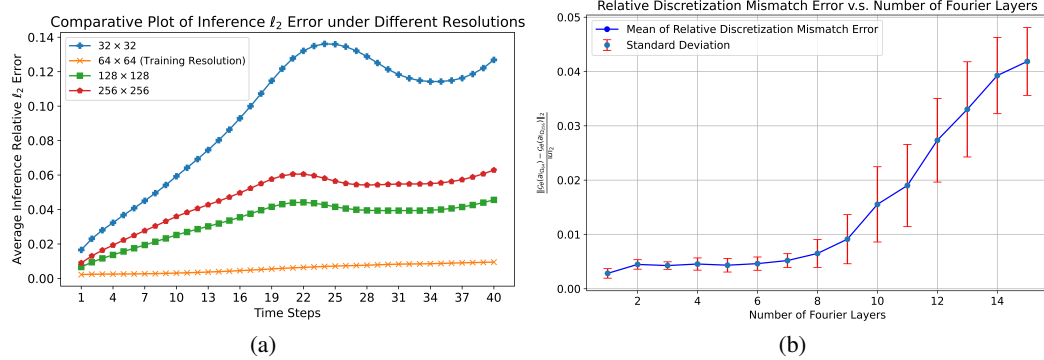 Comparative Plot of Inference ℓ2 Error under Different Resolutions
Average Inference Relative ℓ2 Error
0.14
0.12
0.10
0.08
0.06
0.04
0.02
0.00
32 × 32
64 × 64 (Training Resolution)
128 × 128
256 × 256
1 4 7 10 13 16 19 22 25 28 31 34 37 40
Time Steps
(a)
Relative Discretization Mismatch Error v.s. Number of Fourier Layers
0.05
0.04
0.03
0.02
0.01
0.00
Mean of Relative Discretization Mismatch Error
Standard Deviation
2 4 6 8 10 12 14
Number of Fourier Layers
(b)